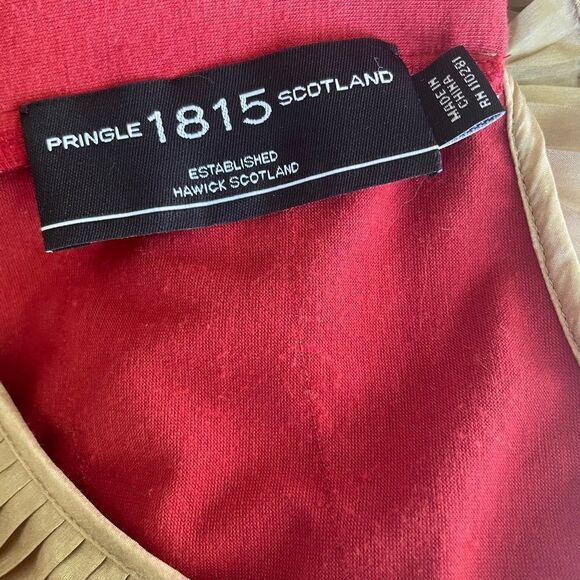 PRINGLE 1815 SCOTLAND
ESTABLISHED
HAWICK SCOTLAND
MADE IN
CHINA
RN 110281